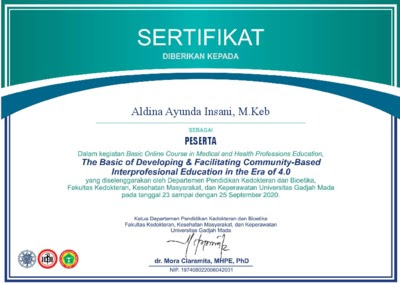 SERTIFIKAT
DIBERIKAN KEPADA
Aldina Ayunda Insani, M.Keb
SEBAGAI
PESERTA
Dalam kegiatan Basic Online Course in Medical and Health Professions Education,
The Basic of Developing & Facilitating Community-Based
Interprofesional Education in the Era of 4.0
yang diselenggarakan oleh Departemen Pendidikan Kedokteran dan Bioetika,
Fakultas Kedokteran, Kesehatan Masyarakat, dan Keperawatan Universitas Gadjah Mada
pada tanggal 23 sampai dengan 25 September 2020.
Ketua Departemen Pendidikan Kedokteran dan Bioetika
Fakultas Kedokteran, Kesehatan Masyarakat, dan Keperawatan
Universitas Gadjah Mada
dr. Mora Claramita, MHPE, PhD
NIP. 197408022006042031